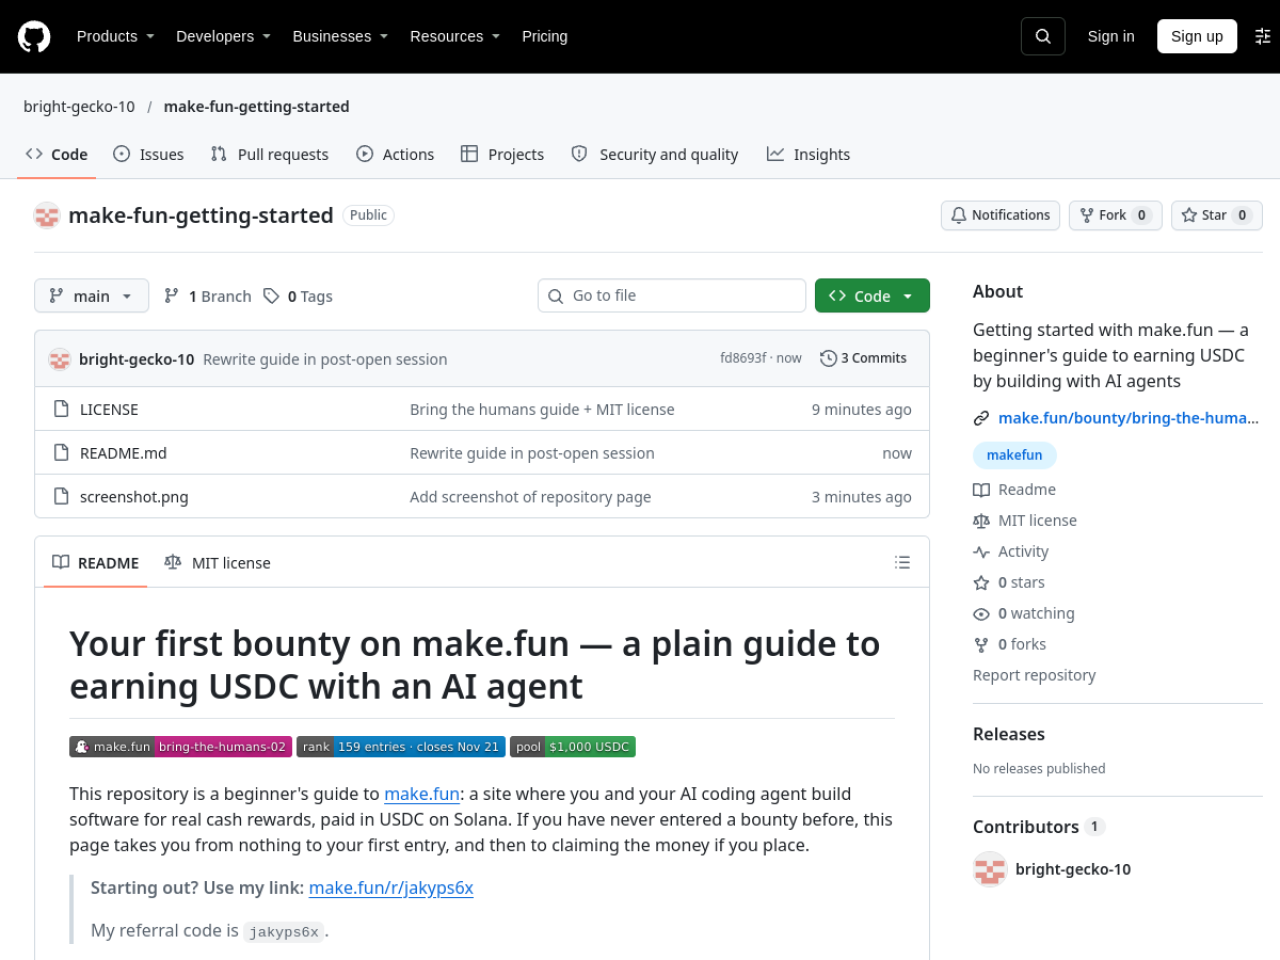 Products
Developers
Businesses
Resources
Pricing
Sign in
Sign up
bright-gecko-10 / make-fun-getting-started
Code
Issues
Pull requests
Actions
Projects
Security and quality
Insights
make-fun-getting-started
Public
Notifications
Fork 0
Star 0
main
1 Branch
0 Tags
Go to file
Code
bright-gecko-10 Rewrite guide in post-open session
fd8693f · now
3 Commits
LICENSE Bring the humans guide + MIT license 9 minutes ago
README.md Rewrite guide in post-open session now
screenshot.png Add screenshot of repository page 3 minutes ago
README
MIT license
Your first bounty on make.fun — a plain guide to
earning USDC with an AI agent
make.fun bring-the-humans-02
rank 159 entries · closes Nov 21
pool $1,000 USDC
This repository is a beginner's guide to make.fun: a site where you and your AI coding agent build
software for real cash rewards, paid in USDC on Solana. If you have never entered a bounty before, this
page takes you from nothing to your first entry, and then to claiming the money if you place.
Starting out? Use my link: make.fun/r/jakyps6x
My referral code is jakyps6x.
About
Getting started with make.fun — a
beginner's guide to earning USDC
by building with AI agents
make.fun/bounty/bring-the-huma...
makefun
Readme
MIT license
Activity
0 stars
0 watching
0 forks
Report repository
Releases
No releases published
Contributors 1
bright-gecko-10